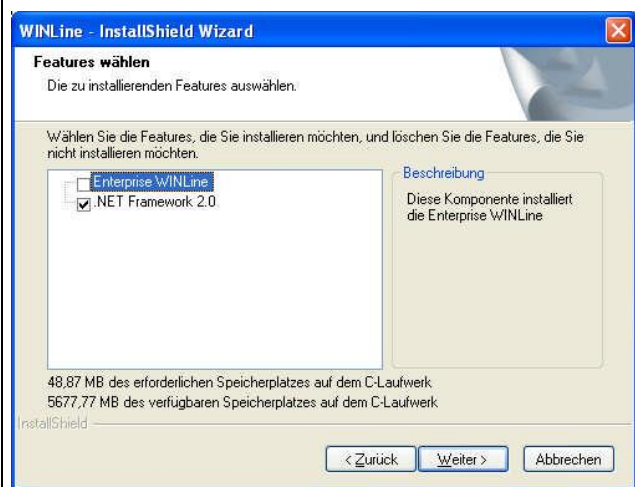 WINLine - InstallShield Wizard
Features wählen
Die zu installierenden Features auswählen.
Wählen Sie die Features, die Sie installieren möchten, und löschen Sie die Features, die Sie
nicht installieren möchten.
Enterprise WINLine
.NET Framework 2.0
Beschreibung
Diese Komponente installiert
die Enterprise WINLine
48,87 MB des erforderlichen Speicherplatzes auf dem C-Laufwerk
5677,77 MB des verfügbaren Speicherplatzes auf dem C-Laufwerk
InstallShield
< Zurück
Weiter >
Abbrechen